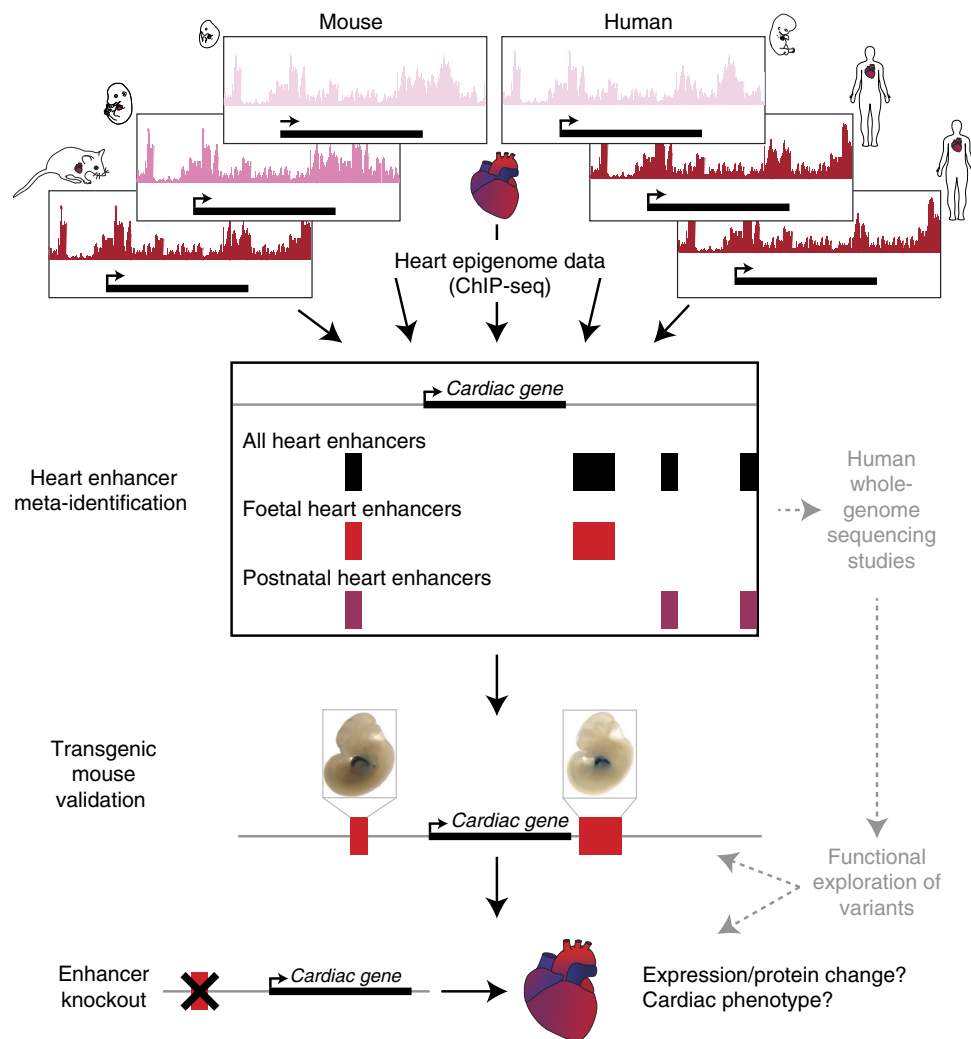 Mouse
Human
Heart epigenome data
(ChIP-seq)
Cardiac gene
All heart enhancers
Foetal heart enhancers
Postnatal heart enhancers
Heart enhancer
meta-identification
Human
whole-
genome
sequencing
studies
Transgenic
mouse
validation
Cardiac gene
Functional
exploration of
variants
Enhancer
knockout
Cardiac gene
Expression/protein change?
Cardiac phenotype?